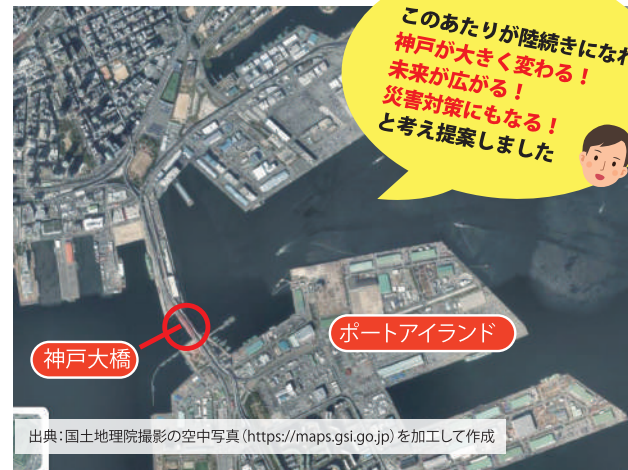 このあたりが陸続きになれ
神戸が大きく変わる！
未来が広がる！
災害対策にもなる！
と考え提案しました
ポートアイランド
神戸大橋
出典：国土地理院撮影の空中写真（https://maps.gsi.go.jp）を加工して作成